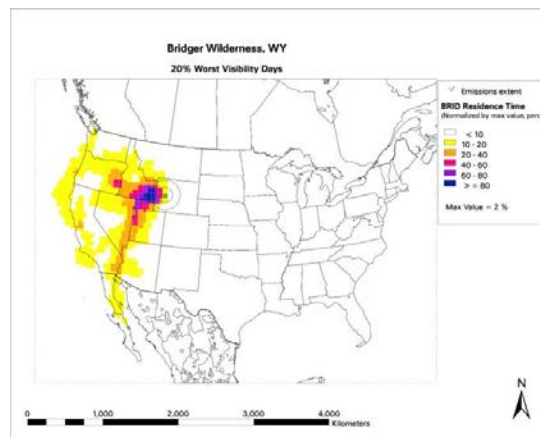 Bridger Wilderness, WY
20% Worst Visibility Days
Emissions extent
BRID Residence Time
(Normalized by max value, perc
< 10
10 - 20
20 - 40
40 - 60
60 - 80
> = 80
Max Value = 2 %
N
0 1,000 2,000 3,000 4,000
Kilometers